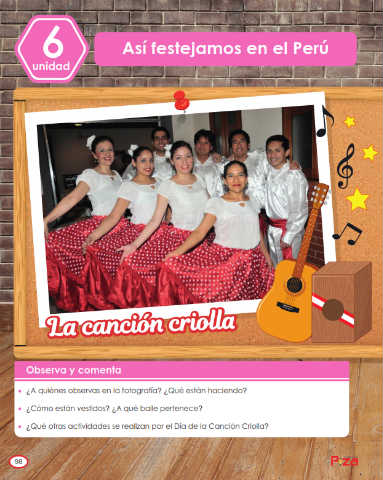 6
unidad
Así festejamos en el Perú
La canción criolla
Observa y comenta
• ¿A quiénes observas en la fotografía? ¿Qué están haciendo?
• ¿Cómo están vestidos? ¿A qué baile pertenece?
• ¿Qué otras actividades se realizan por el Día de la Canción Criolla?
98
P:za